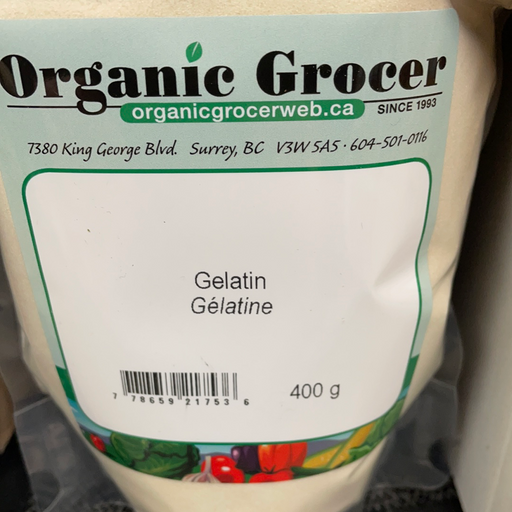 Organic Grocer
organicgrocerweb.ca SINCE 1993
7380 King George Blvd. Surrey, BC V3W 5A5 · 604-501-0116
Gelatin
Gélatine
400 g
7 78659 21753 6